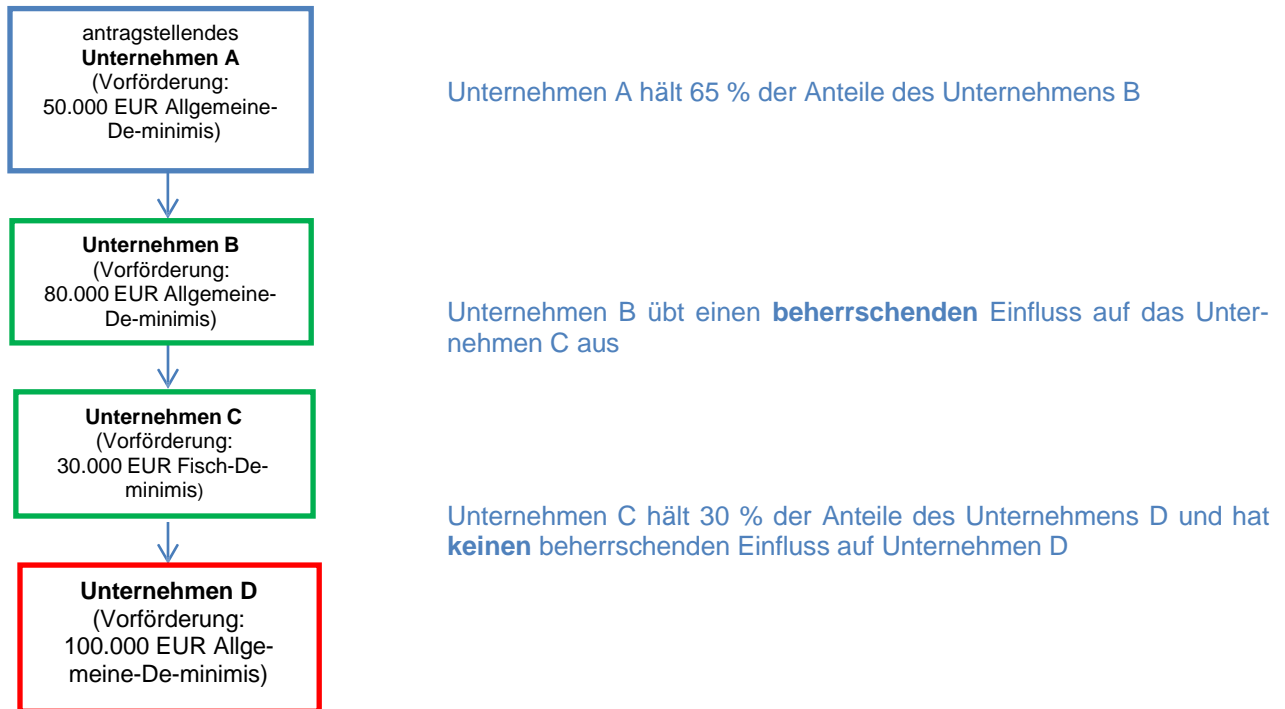 antragstellendes
Unternehmen A
(Vorförderung:
50.000 EUR Allgemeine-
De-minimis)
Unternehmen A hält 65 % der Anteile des Unternehmens B
Unternehmen B
(Vorförderung:
80.000 EUR Allgemeine-
De-minimis)
Unternehmen B übt einen beherrschenden Einfluss auf das Unter-
nehmen C aus
Unternehmen C
(Vorförderung:
30.000 EUR Fisch-De-
minimis)
Unternehmen C hält 30 % der Anteile des Unternehmens D und hat
keinen beherrschenden Einfluss auf Unternehmen D
Unternehmen D
(Vorförderung:
100.000 EUR Allge-
meine-De-minimis)